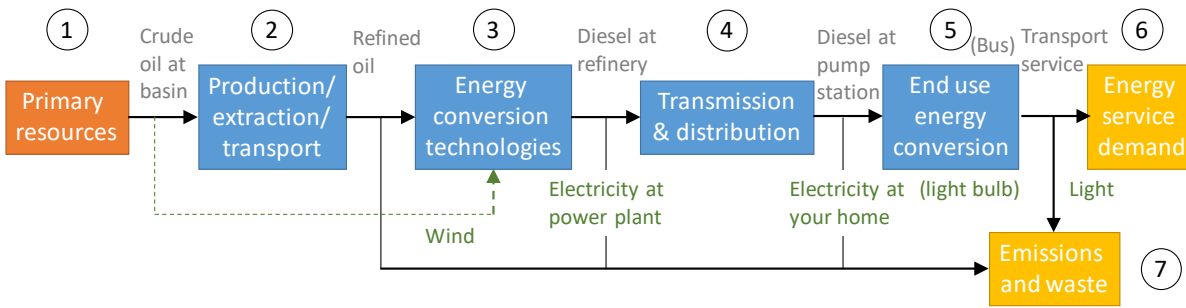 1
Crude
oil at
basin
2
Refined
oil
3
Diesel at
refinery
4
Diesel at
pump
station
5
(Bus)
Transport
service
6
Primary
resources
Production/
extraction/
transport
Energy
conversion
technologies
Transmission
& distribution
End use
energy
conversion
Energy
service
demand
Wind
Electricity at
power plant
Electricity at
your home
(light bulb)
Light
Emissions
and waste
7